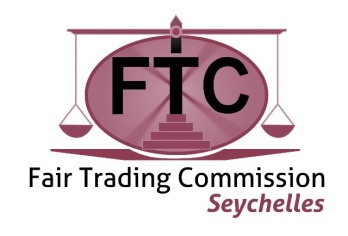 FTC
Fair Trading Commission
Seychelles